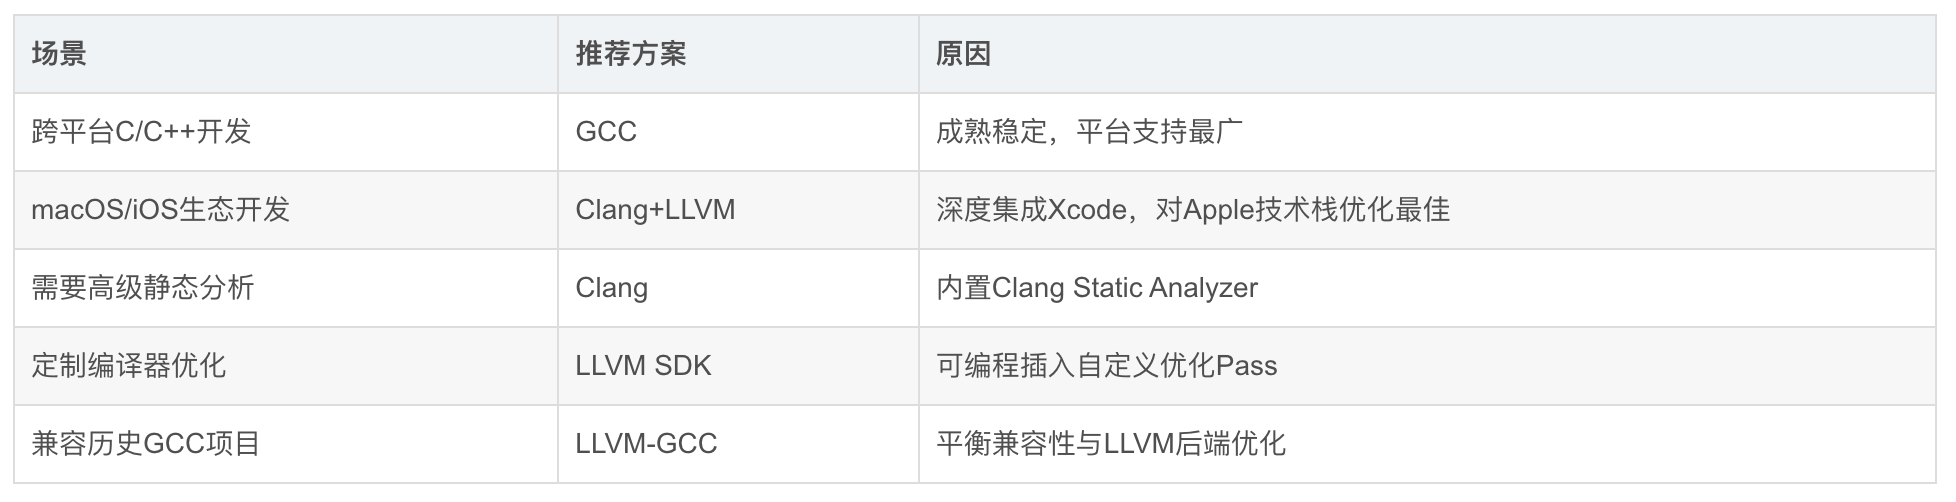 场景 推荐方案 原因
跨平台C/C++开发 GCC 成熟稳定，平台支持最广
macOS/iOS生态开发 Clang+LLVM 深度集成Xcode，对Apple技术栈优化最佳
需要高级静态分析 Clang 内置Clang Static Analyzer
定制编译器优化 LLVM SDK 可编程插入自定义优化Pass
兼容历史GCC项目 LLVM-GCC 平衡兼容性与LLVM后端优化